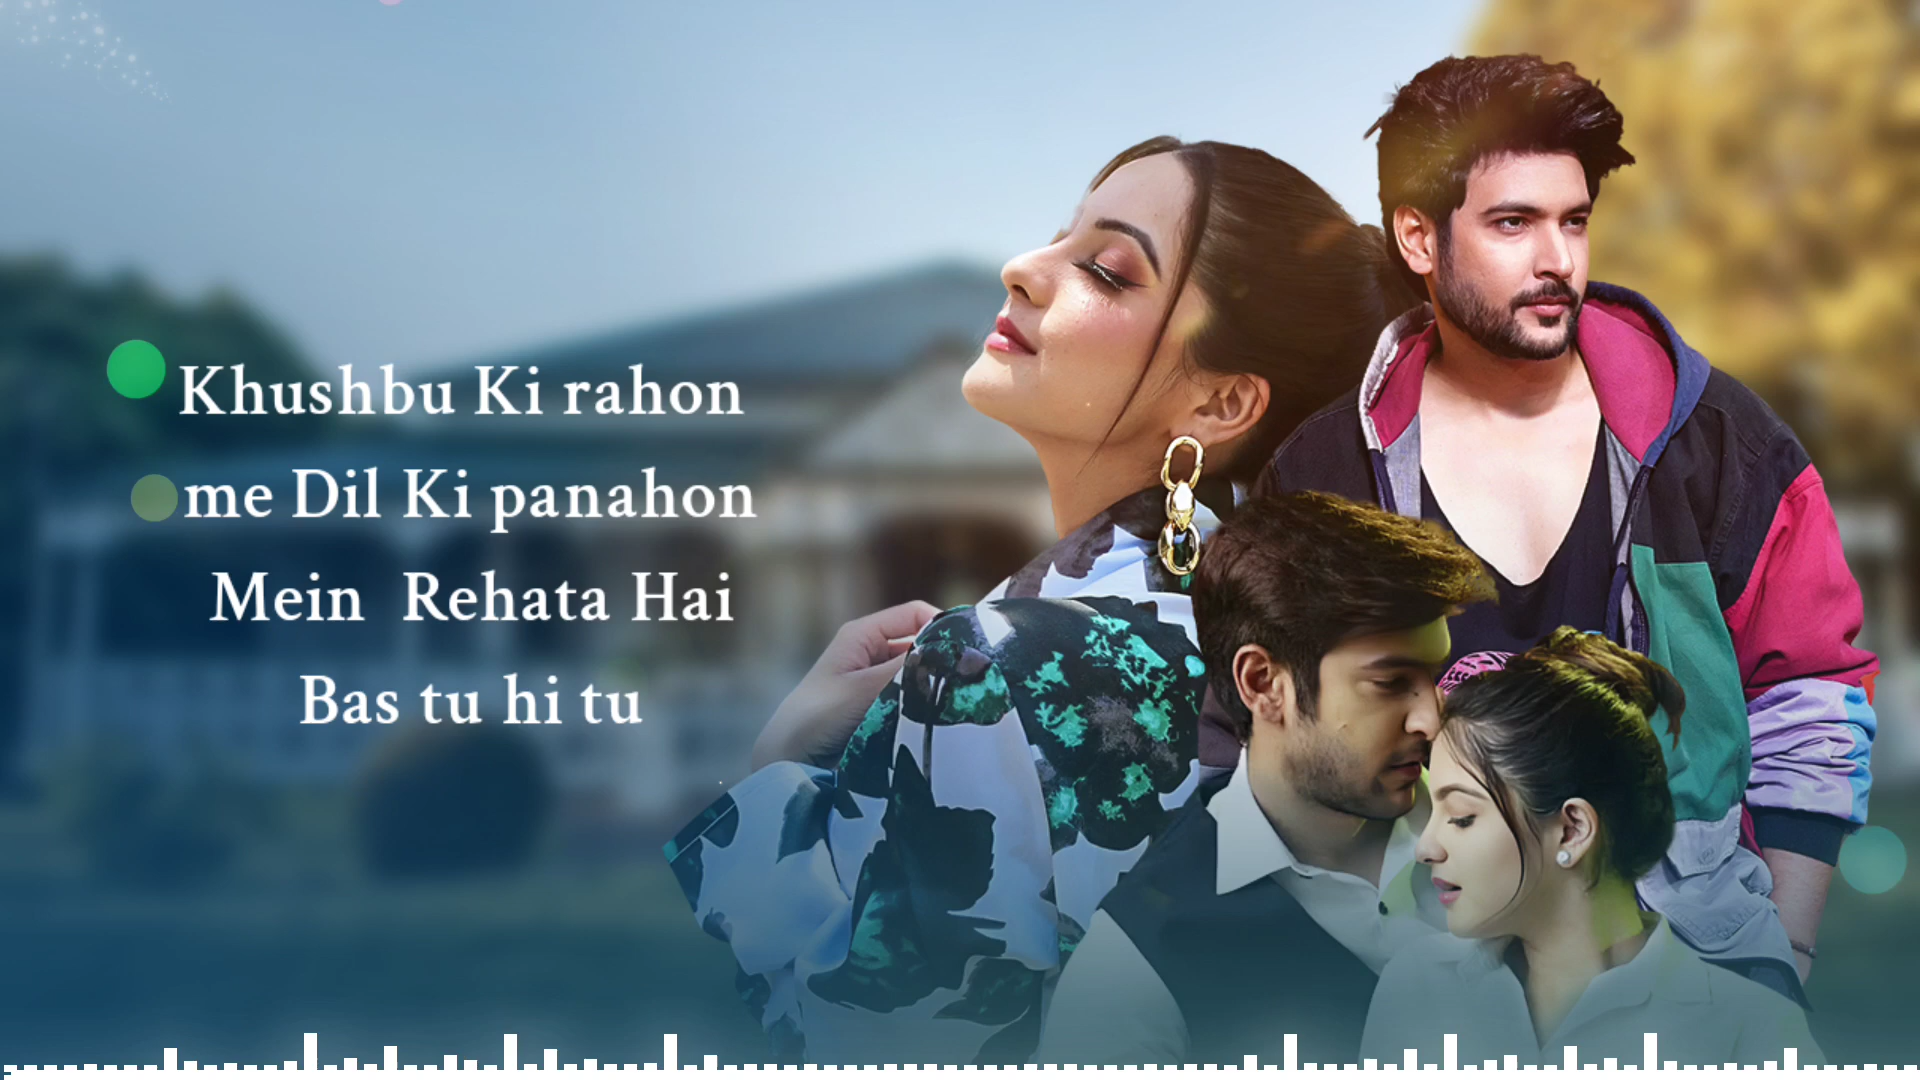 Khushbu Ki rahon
me Dil Ki panahon
Mein  Rehata Hai
Bas tu hi tu